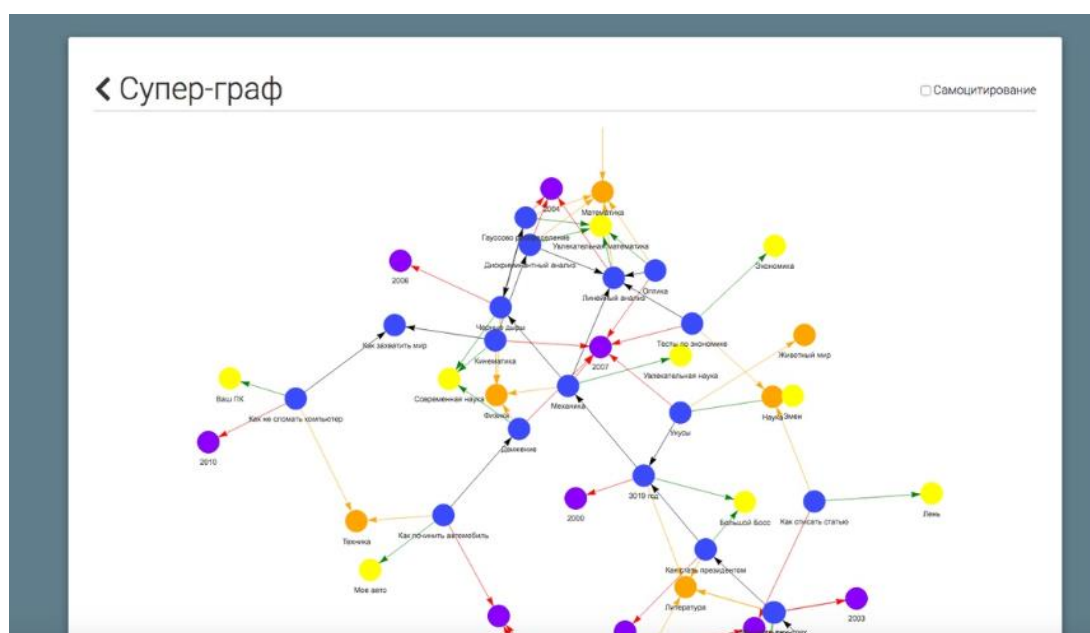 Супер-граф
Самоцитирование
2004
Математика
Гауссово распределение
Увлекательная математика
Дискриминантный анализ
Экономика
2006
Оптика
Линейный анализ
Черные дыры
Тесты по экономике
Как захватить мир
Кинематика
2007
Животный мир
Увлекательная наука
Ваш ПК
Современная наука
Физика
Механика
Наука
Змеи
Как не сломать компьютер
Укусы
Движение
2010
2019 год
2000
Большой Босс
Как списать статью
Лень
Техника
Как починить автомобиль
Как стать президентом
Мое авто
Литература
2003